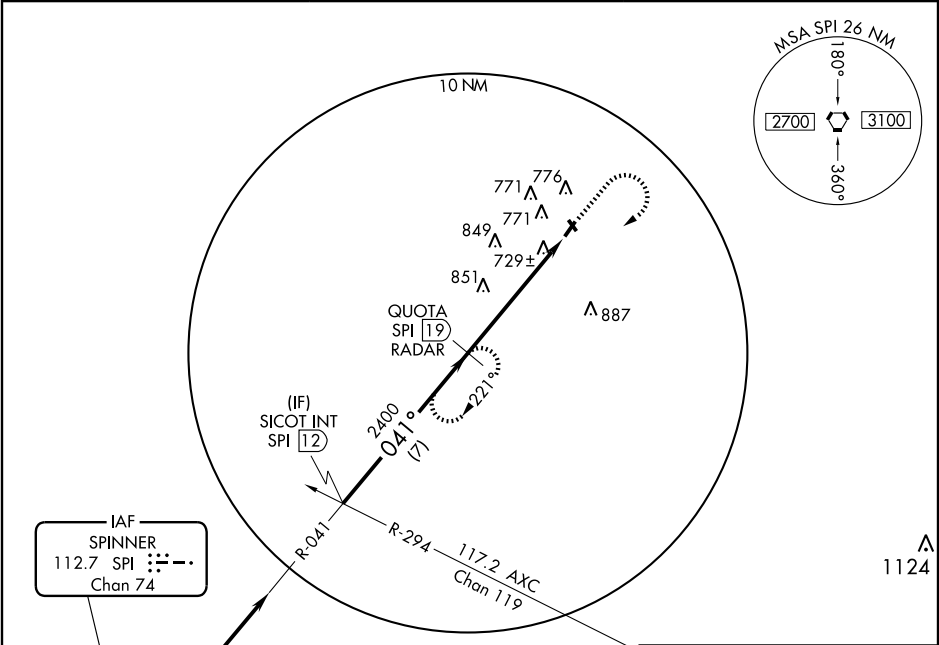 MSA SPI 26 NM
180°
2700
3100
360°
10 NM
771
776
771
849
729±
851
887
QUOTA
SPI 19
RADAR
221°
(IF)
SICOT INT
SPI 12
2400
041°
(7)
R-041
R-294
117.2 AXC
Chan 119
IAF
SPINNER
112.7 SPI
Chan 74
1124